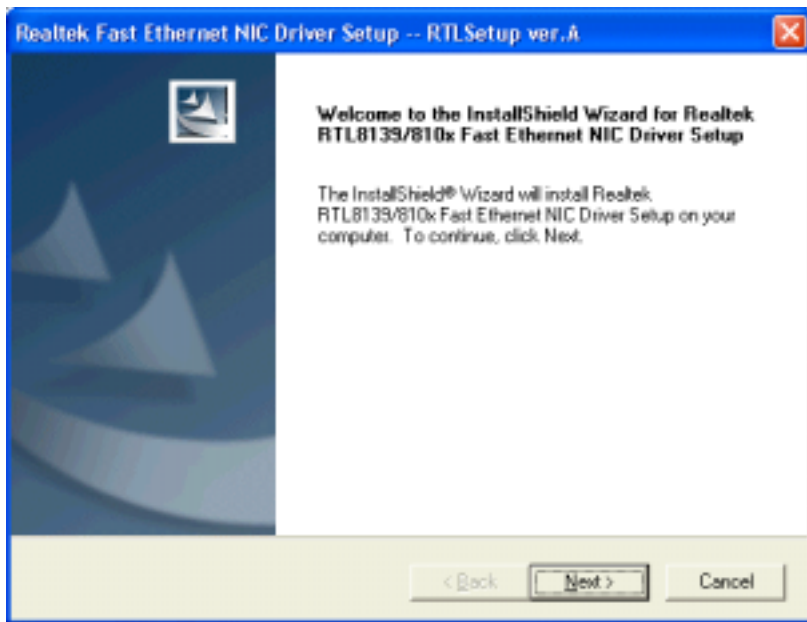 Realtek Fast Ethernet NIC Driver Setup -- RTLSetup ver.A
Welcome to the InstallShield Wizard for Realtek
RTL8139/810x Fast Ethernet NIC Driver Setup
The InstallShield® Wizard will install Realtek
RTL8139/810x Fast Ethernet NIC Driver Setup on your
computer. To continue, click Next.
< Back
Next >
Cancel